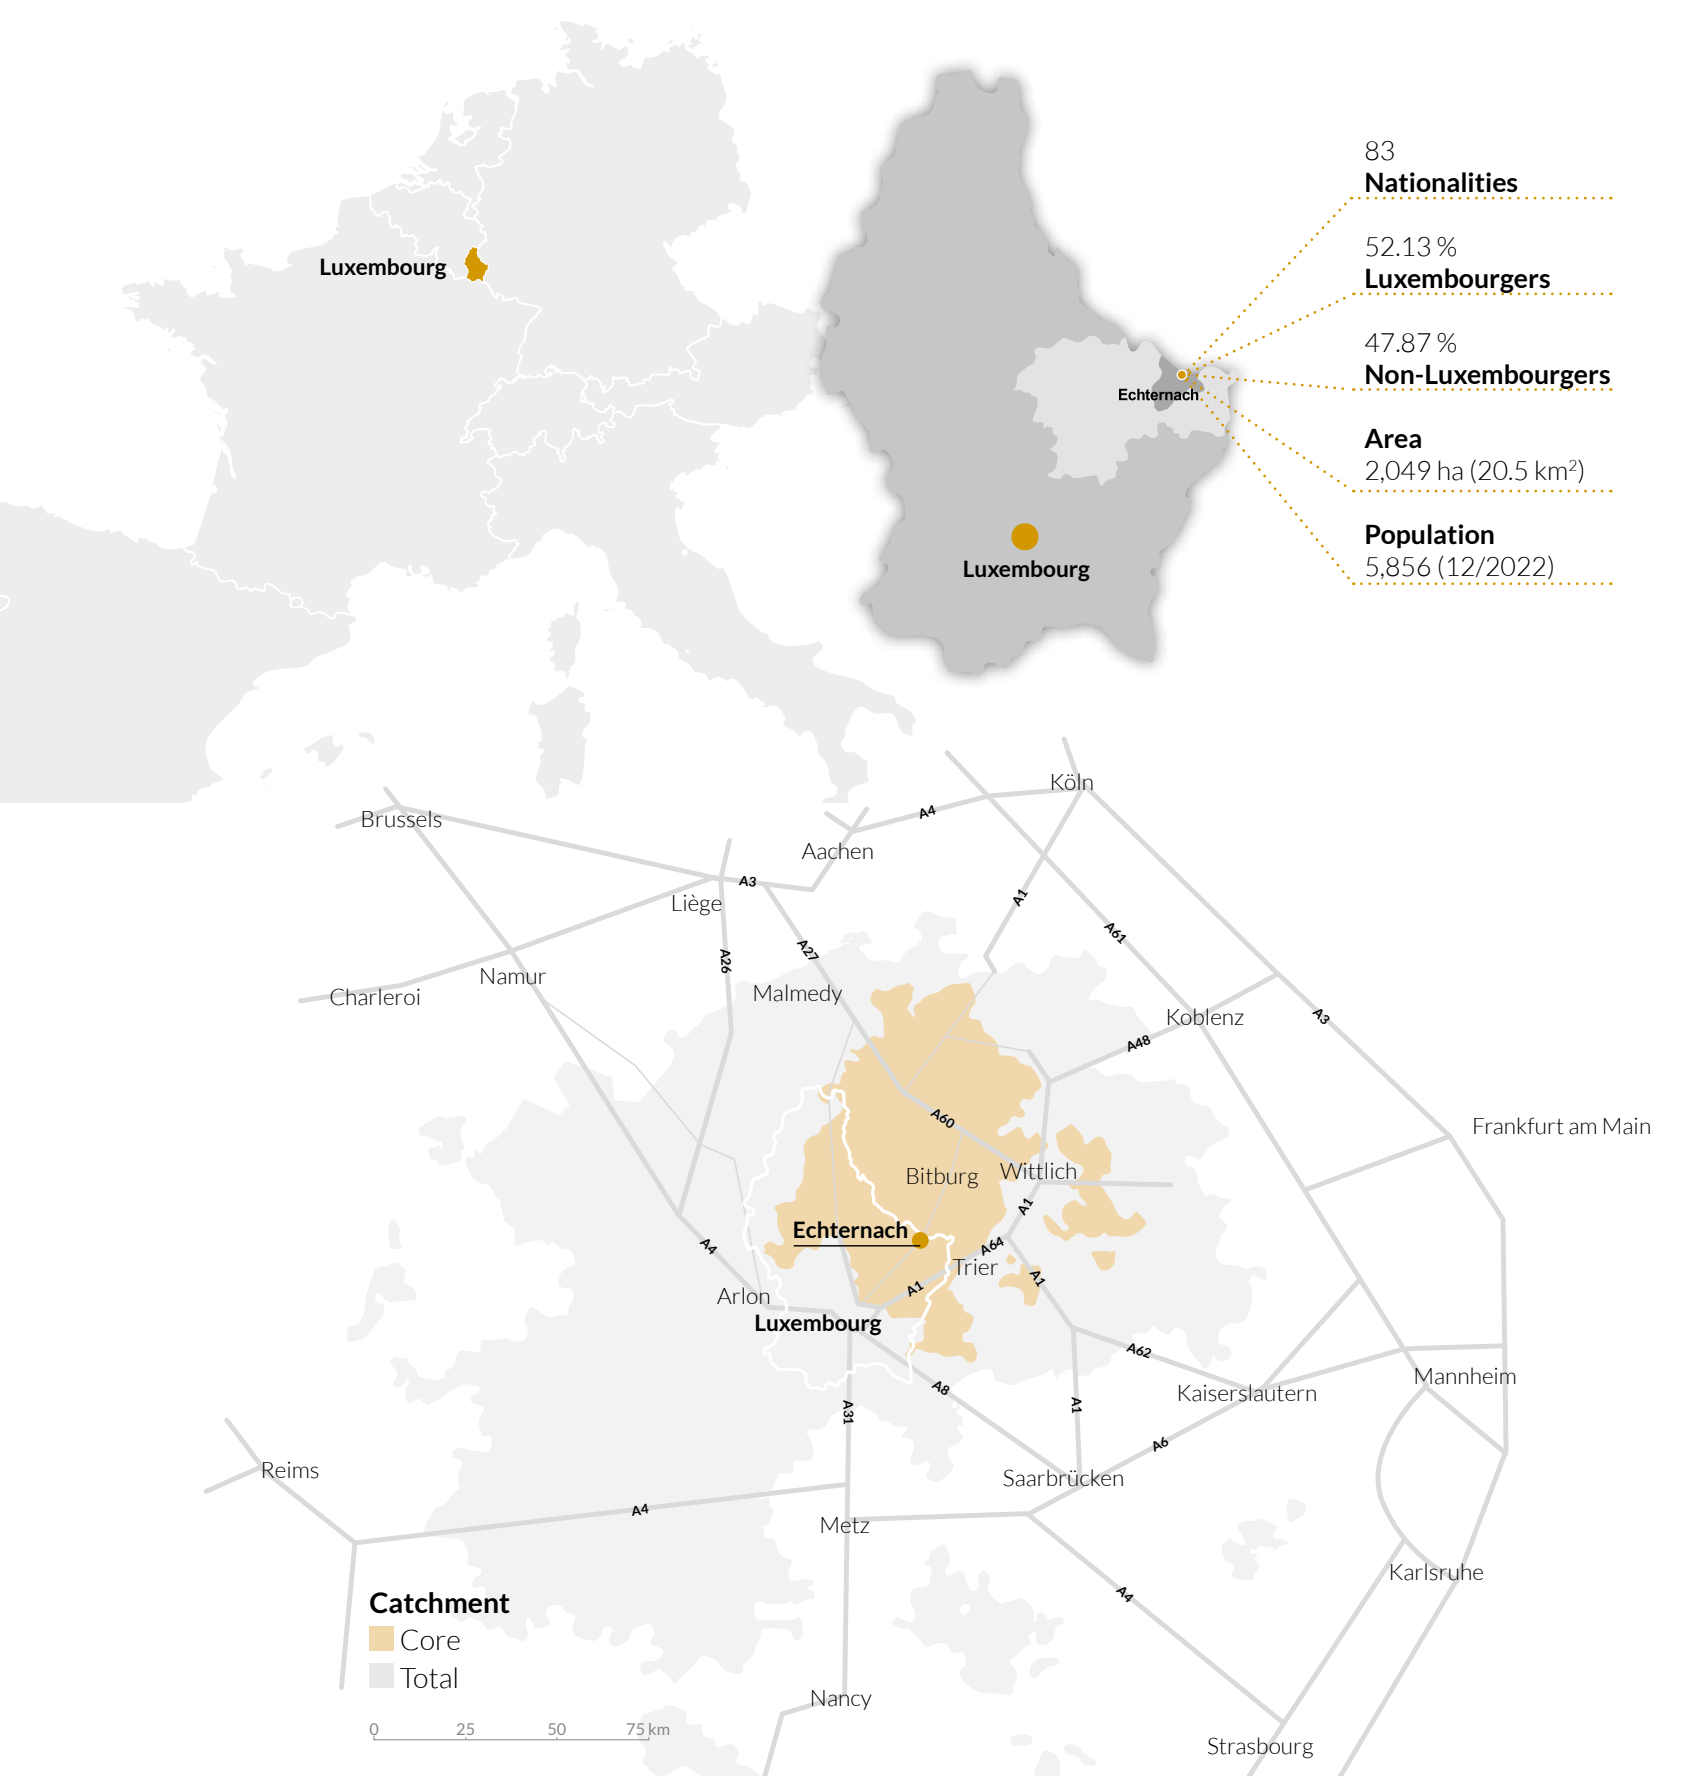 Luxembourg
Echternach
Luxembourg
83
Nationalities
52.13 %
Luxembourgers
47.87 %
Non-Luxembourgers
Area
2,049 ha (20.5 km²)
Population
5,856 (12/2022)
Köln
Brussels
A4
Aachen
A3
Liège
A1
A61
A27
A26
Namur
Malmedy
Charleroi
Koblenz
A3
A48
A60
Frankfurt am Main
Bitburg
Wittlich
A1
Echternach
A4
A64
Trier
A1
A1
Arlon
Luxembourg
A62
Mannheim
A8
Kaiserslautern
A31
A1
A6
Reims
Saarbrücken
A4
Metz
Karlsruhe
A4
Catchment
Core
Total
Nancy
0 25 50 75 km
Strasbourg